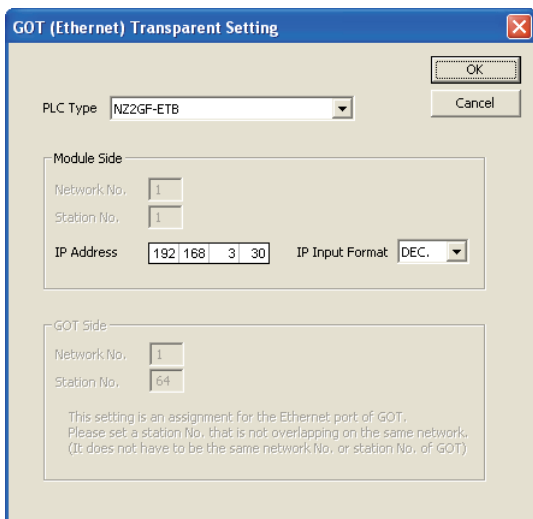 GOT (Ethernet) Transparent Setting
OK
PLC Type NZ2GF-ETB
Cancel
Module Side
Network No. 1
Station No. 1
IP Address 192 168 3 30 IP Input Format DEC.
GOT Side
Network No. 1
Station No. 64
This setting is an assignment for the Ethernet port of GOT.
Please set a station No. that is not overlapping on the same network.
(It does not have to be the same network No. or station No. of GOT)